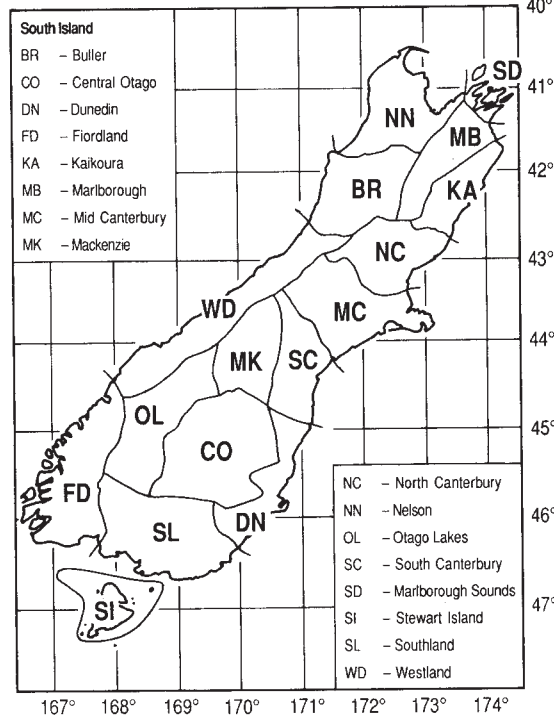 South Island
BR – Buller
CO – Central Otago
DN – Dunedin
FD – Fiordland
KA – Kaikoura
MB – Marlborough
MC – Mid Canterbury
MK – Mackenzie
40°
SD
41°
NN
MB
42°
BR
KA
NC
43°
WD
MC
44°
MK
SC
OL
45°
CO
FD
SL
DN
46°
SI
47°
NC – North Canterbury
NN – Nelson
OL – Otago Lakes
SC – South Canterbury
SD – Marlborough Sounds
SI – Stewart Island
SL – Southland
WD – Westland
167° 168° 169° 170° 171° 172° 173° 174°